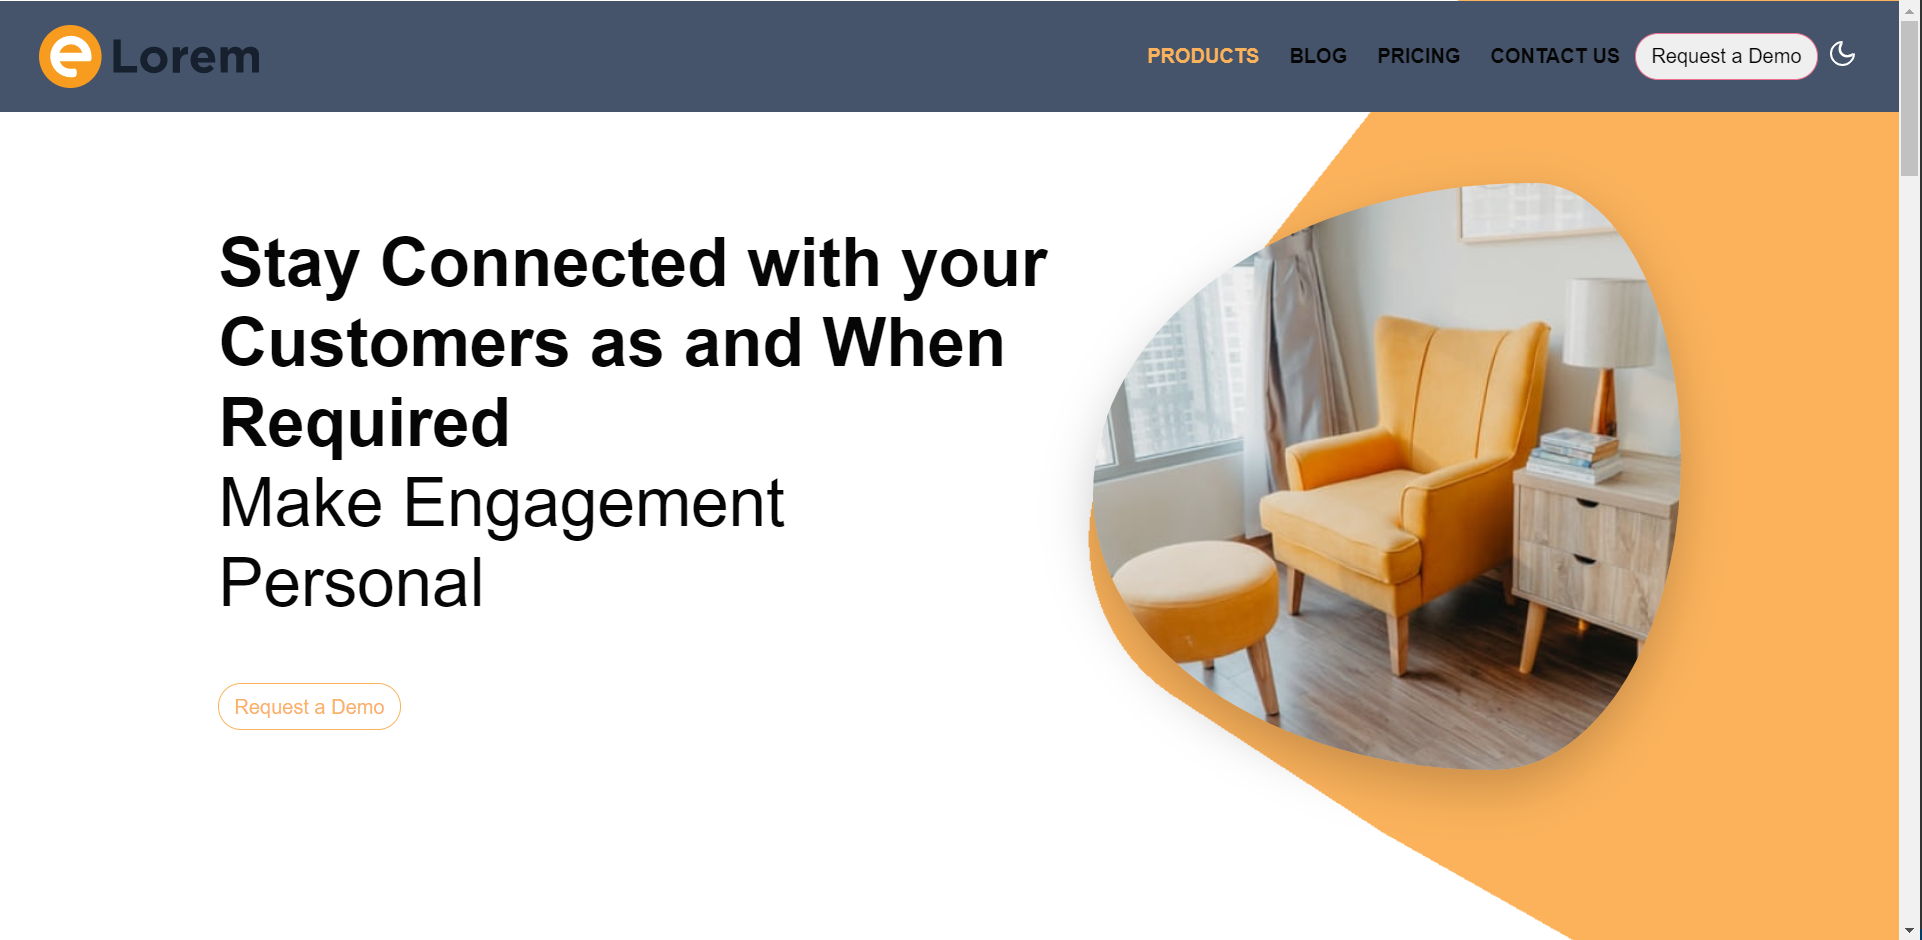 e Lorem
PRODUCTS BLOG PRICING CONTACT US Request a Demo
Stay Connected with your
Customers as and When
Required
Make Engagement
Personal
Request a Demo